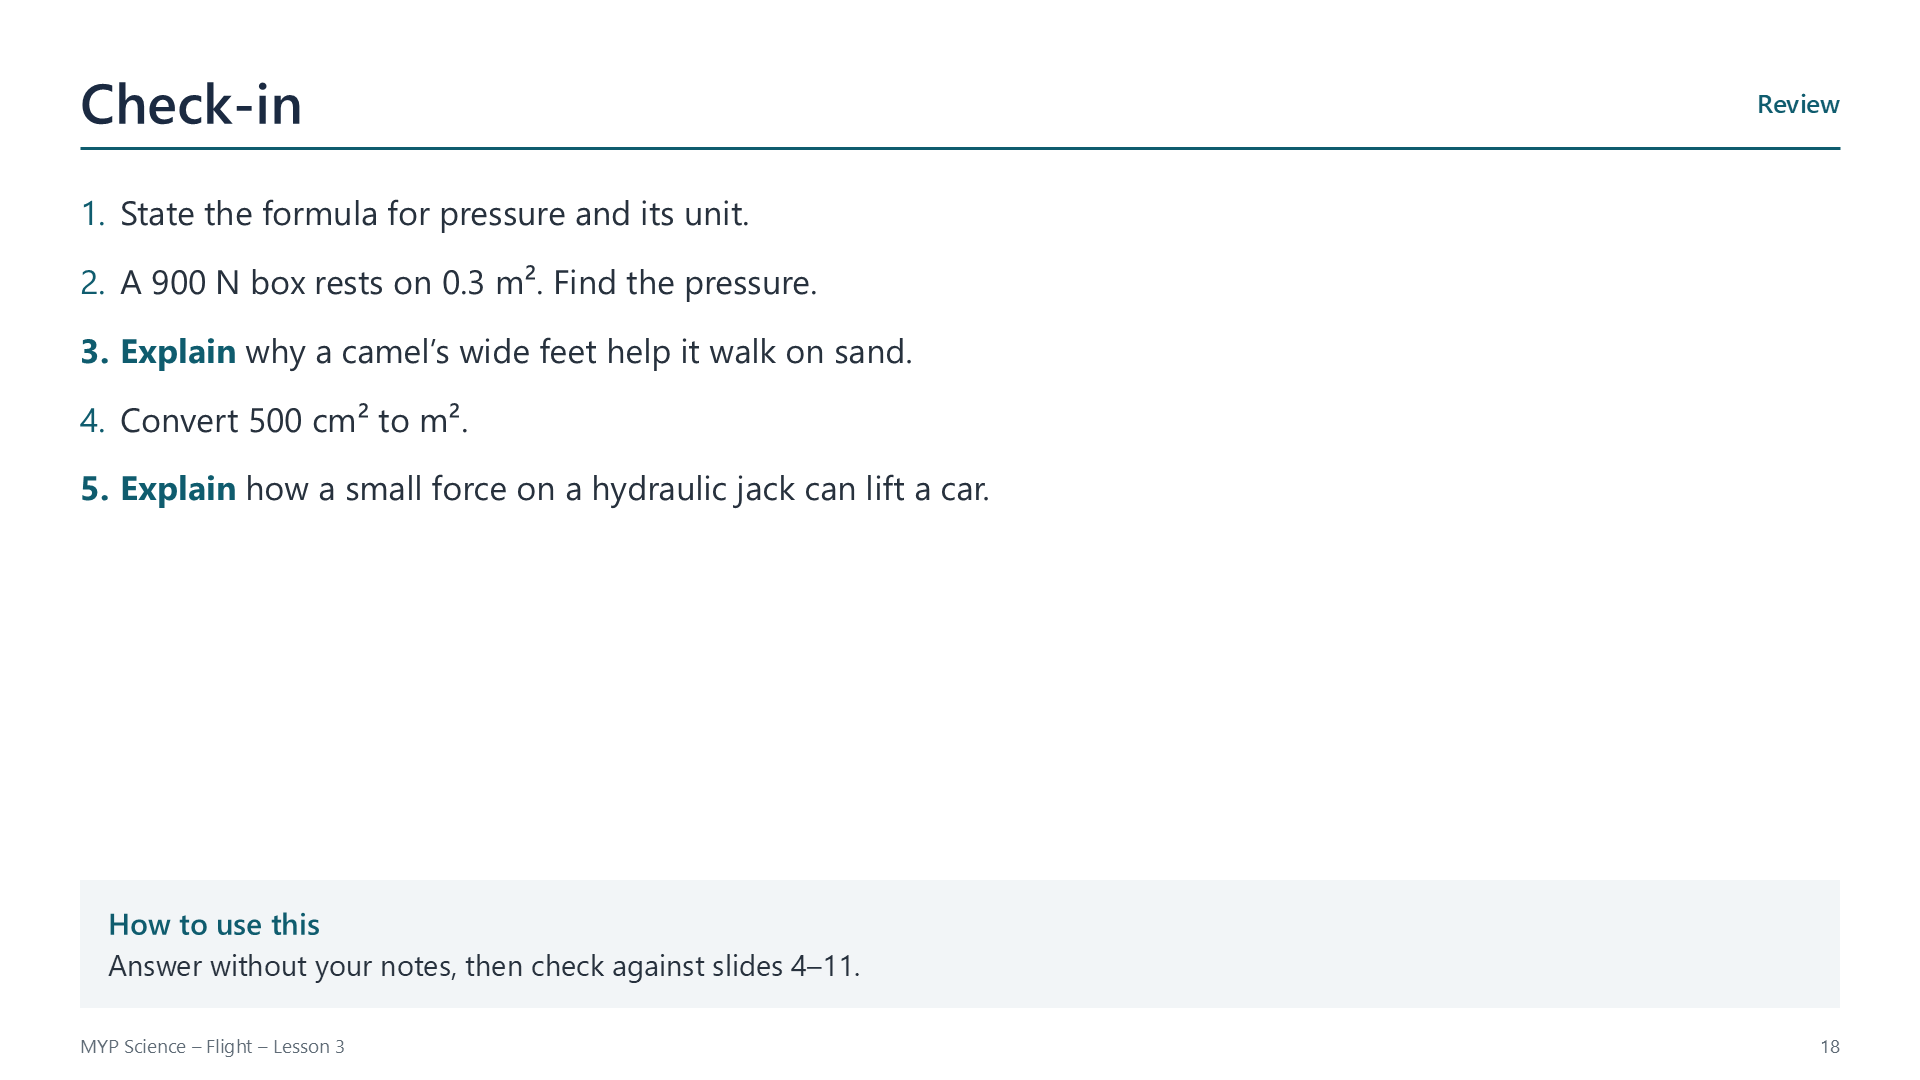 Check-in
Review
1. State the formula for pressure and its unit.
2. A 900 N box rests on 0.3 m². Find the pressure.
3. Explain why a camel’s wide feet help it walk on sand.
4. Convert 500 cm² to m².
5. Explain how a small force on a hydraulic jack can lift a car.
How to use this
Answer without your notes, then check against slides 4–11.
MYP Science – Flight – Lesson 3
18